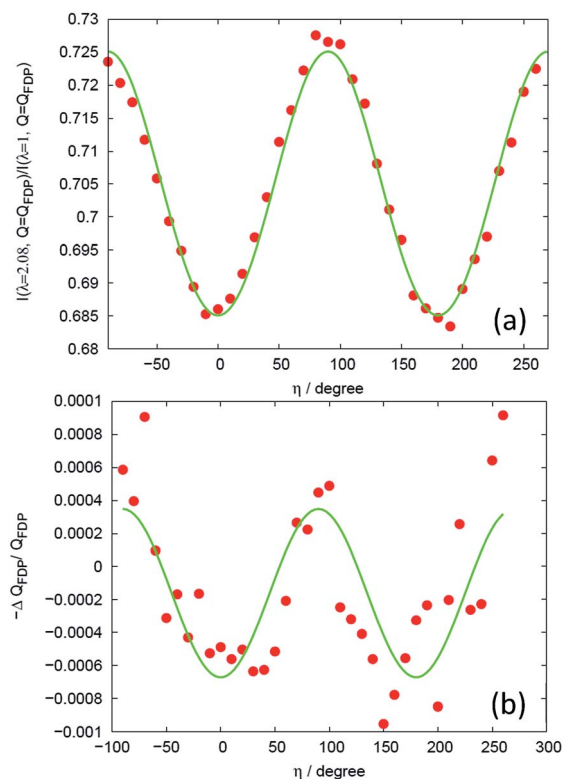 0.73
0.725
0.72
0.715
0.71
0.705
0.7
0.695
0.69
0.685
0.68
I(λ=2.08, Q=Q_FDP)/I(λ=1, Q=Q_FDP)
−50 0 50 100 150 200 250
η / degree
(a)
0.0001
0.0008
0.0006
0.0004
0.0002
0
−0.0002
−0.0004
−0.0006
−0.0008
−0.001
−Δ Q_FDP/ Q_FDP
−100 −50 0 50 100 150 200 250 300
η / degree
(b)